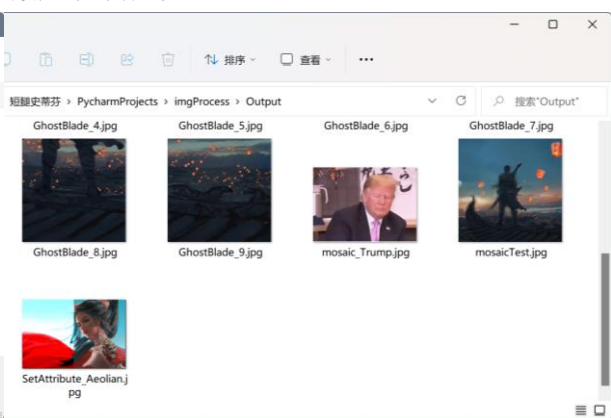 排序
查看
短腿史蒂芬 > PycharmProjects > imgProcess > Output
搜索"Output"
GhostBlade_4.jpg
GhostBlade_5.jpg
GhostBlade_6.jpg
GhostBlade_7.jpg
GhostBlade_8.jpg
GhostBlade_9.jpg
mosaic_Trump.jpg
mosaicTest.jpg
SetAttribute_Aeolian.j
pg